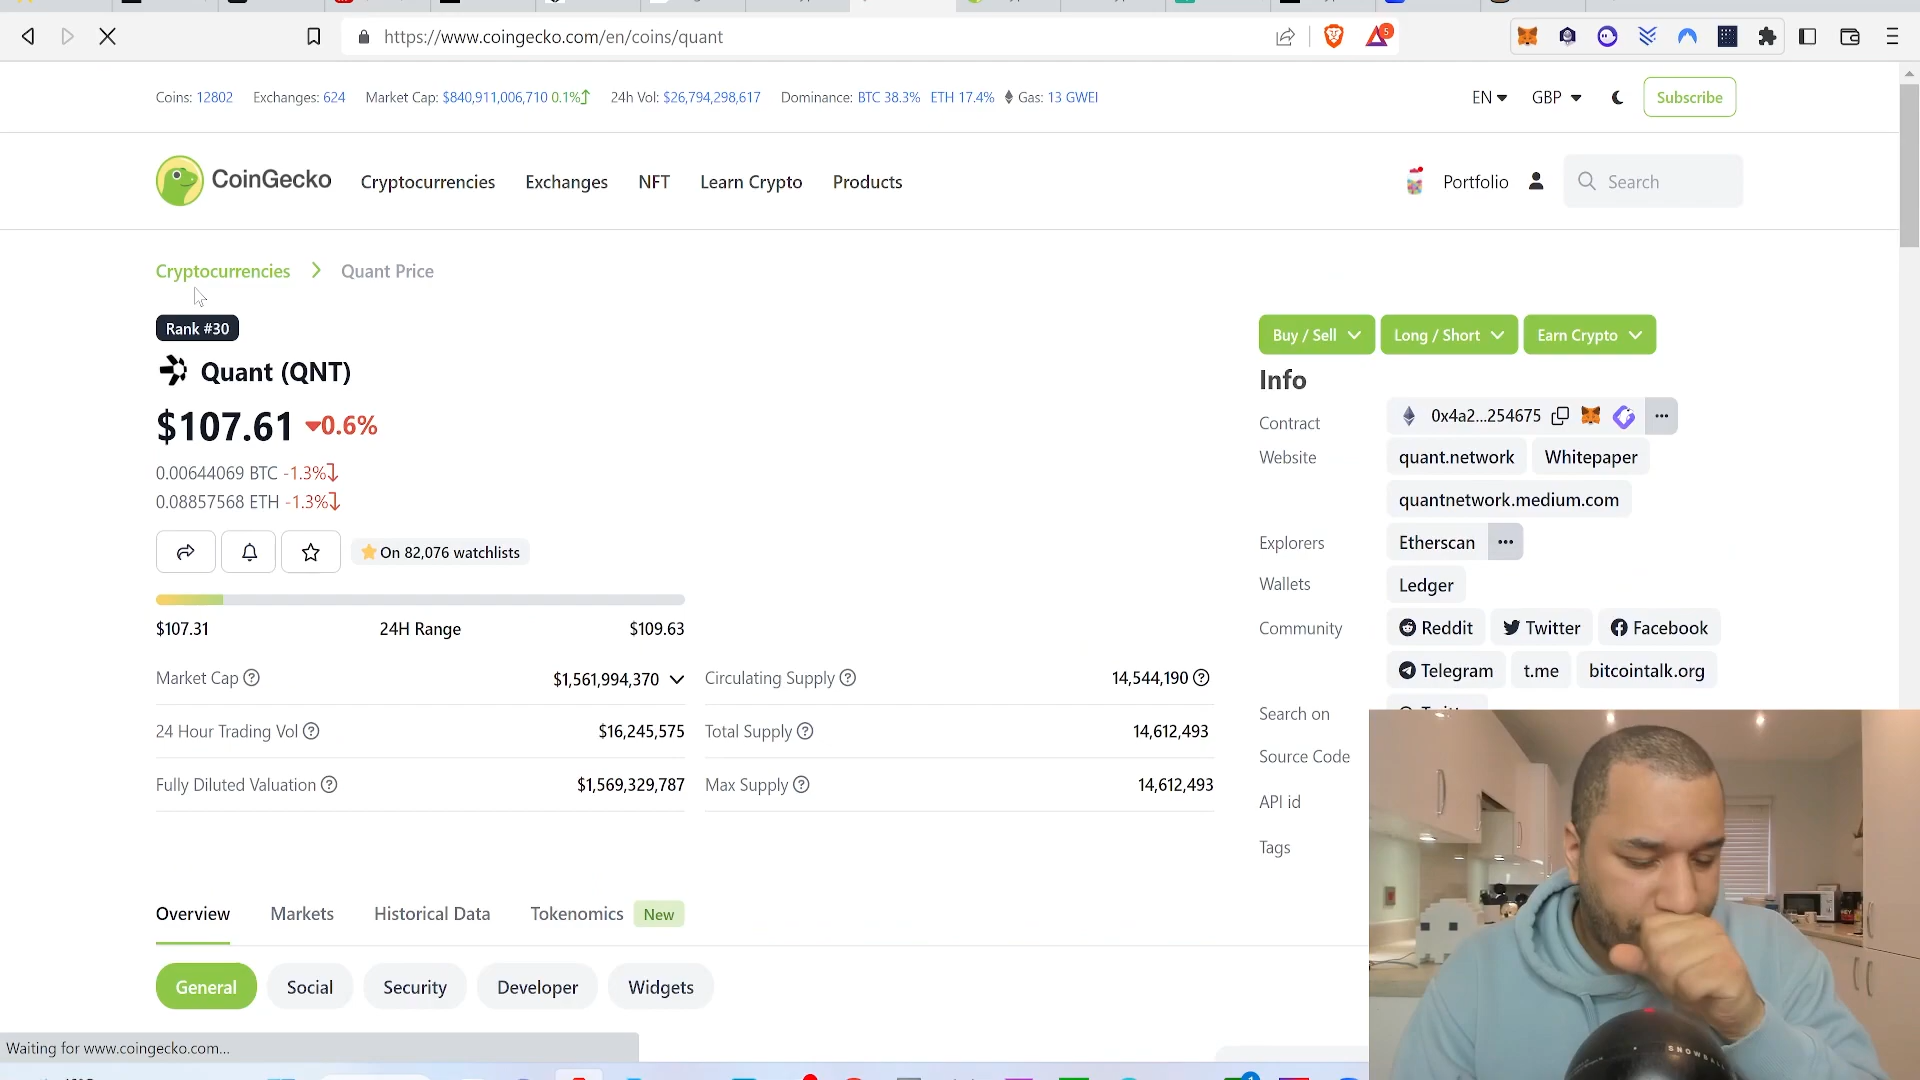 https://www.coingecko.com/en/coins/quant
5
Coins: 12802 Exchanges: 624 Market Cap: $840,911,006,710 0.1% 24h Vol: $26,794,298,617 Dominance: BTC 38.3% ETH 17.4% Gas: 13 GWEI
EN GBP Subscribe
CoinGecko Cryptocurrencies Exchanges NFT Learn Crypto Products Portfolio Search
Cryptocurrencies Quant Price
Rank #30
Quant (QNT)
$107.61 0.6%
0.00644069 BTC -1.3%
0.08857568 ETH -1.3%
On 82,076 watchlists
$107.31 24H Range $109.63
Market Cap $1,561,994,370
Circulating Supply 14,544,190
24 Hour Trading Vol $16,245,575
Total Supply 14,612,493
Fully Diluted Valuation $1,569,329,787
Max Supply 14,612,493
Buy / Sell Long / Short Earn Crypto
Info
Contract 0x4a2...254675
Website quant.network Whitepaper
quantnetwork.medium.com
Explorers Etherscan
Wallets Ledger
Community Reddit Twitter Facebook
Telegram t.me bitcointalk.org
Search on
Source Code
API id
Tags
Overview Markets Historical Data Tokenomics New
General Social Security Developer Widgets
Waiting for www.coingecko.com...